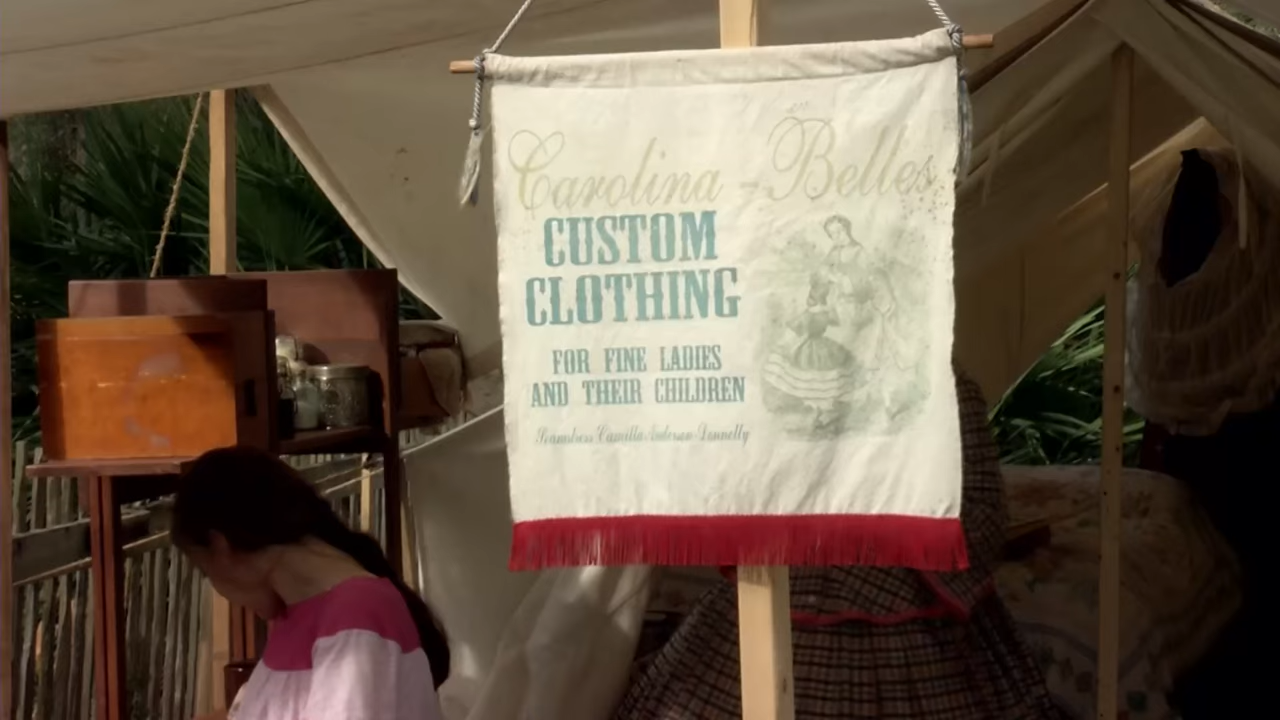 Carolina - Belles
CUSTOM
CLOTHING
FOR FINE LADIES
AND THEIR CHILDREN
Seamstress Camilla Anderson-Donnelly